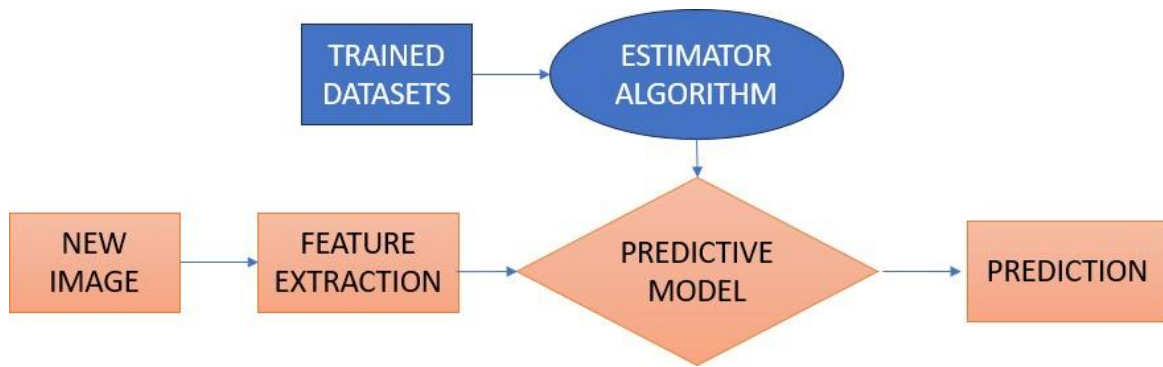 TRAINED
DATASETS
ESTIMATOR
ALGORITHM
NEW
IMAGE
FEATURE
EXTRACTION
PREDICTIVE
MODEL
PREDICTION